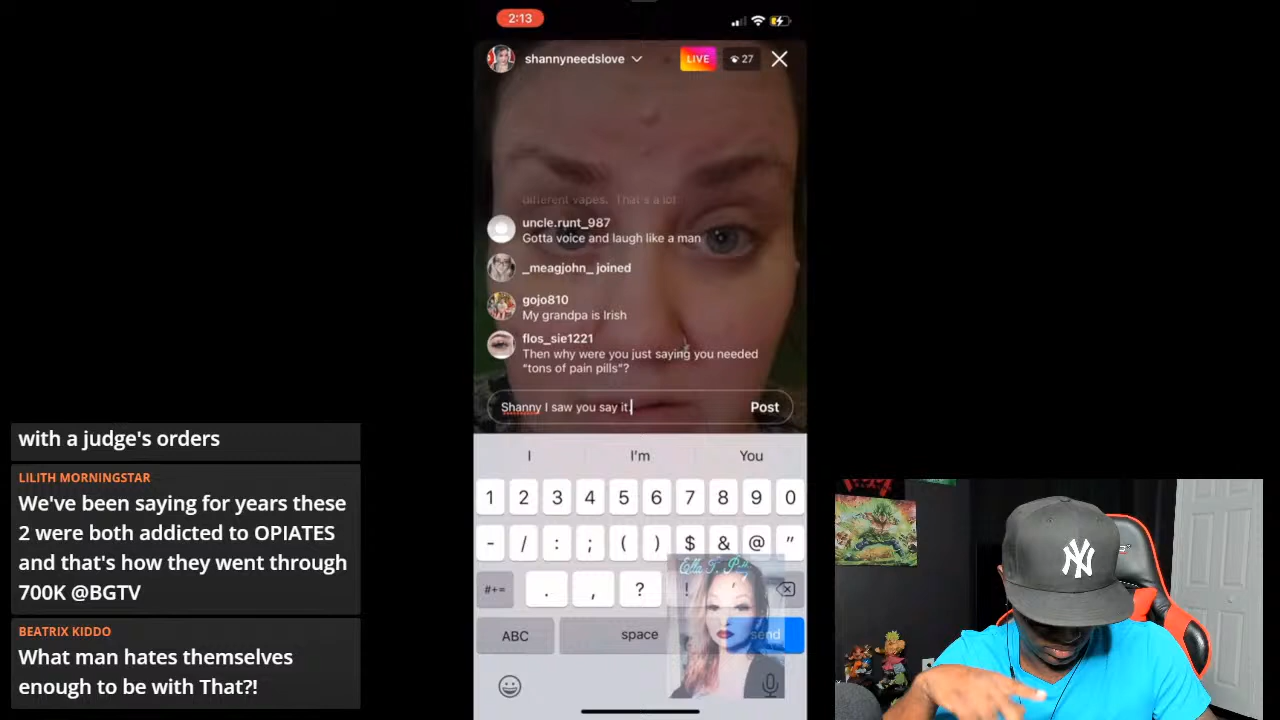 2:13
shannyneedslove
LIVE
27
different vapes. That's a lot
uncle.runt_987
Gotta voice and laugh like a man
_meagjohn_ joined
gojo810
My grandpa is Irish
flos_sie1221
Then why were you just saying you needed
"tons of pain pills"?
Shanny I saw you say it.
Post
I I'm You
1 2 3 4 5 6 7 8 9 0
- / : ; ( ) $ & @ "
#+= . , ? ! '
Ella T.
ABC space send
with a judge's orders
LILITH MORNINGSTAR
We've been saying for years these
2 were both addicted to OPIATES
and that's how they went through
700K @BGTV
BEATRIX KIDDO
What man hates themselves
enough to be with That?!
NY